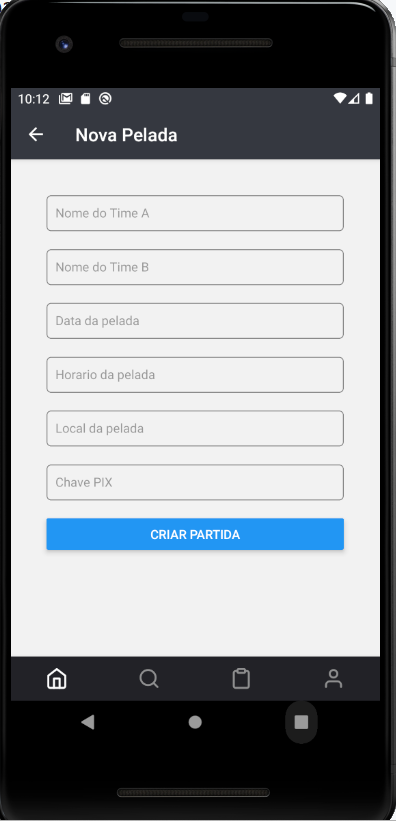 10:12
Nova Pelada
Nome do Time A
Nome do Time B
Data da pelada
Horario da pelada
Local da pelada
Chave PIX
CRIAR PARTIDA